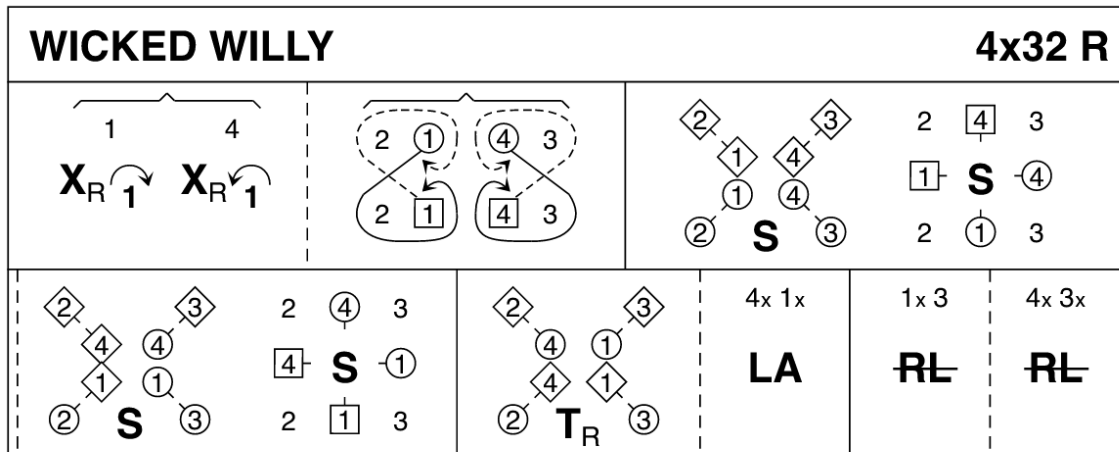 WICKED WILLY 4x32 R
1 4
XR 1 XR 1
2 1 4 3
2 1 4 3
2 3
1 4
1 4
2 S 3
2 4 3
1 S 4
2 1 3
2 3
4 4
1 1
2 S 3
2 4 3
4 S 1
2 1 3
2 3
4 1
4 1
2 TR 3
4x 1x
LA
1x 3
RL
4x 3x
RL